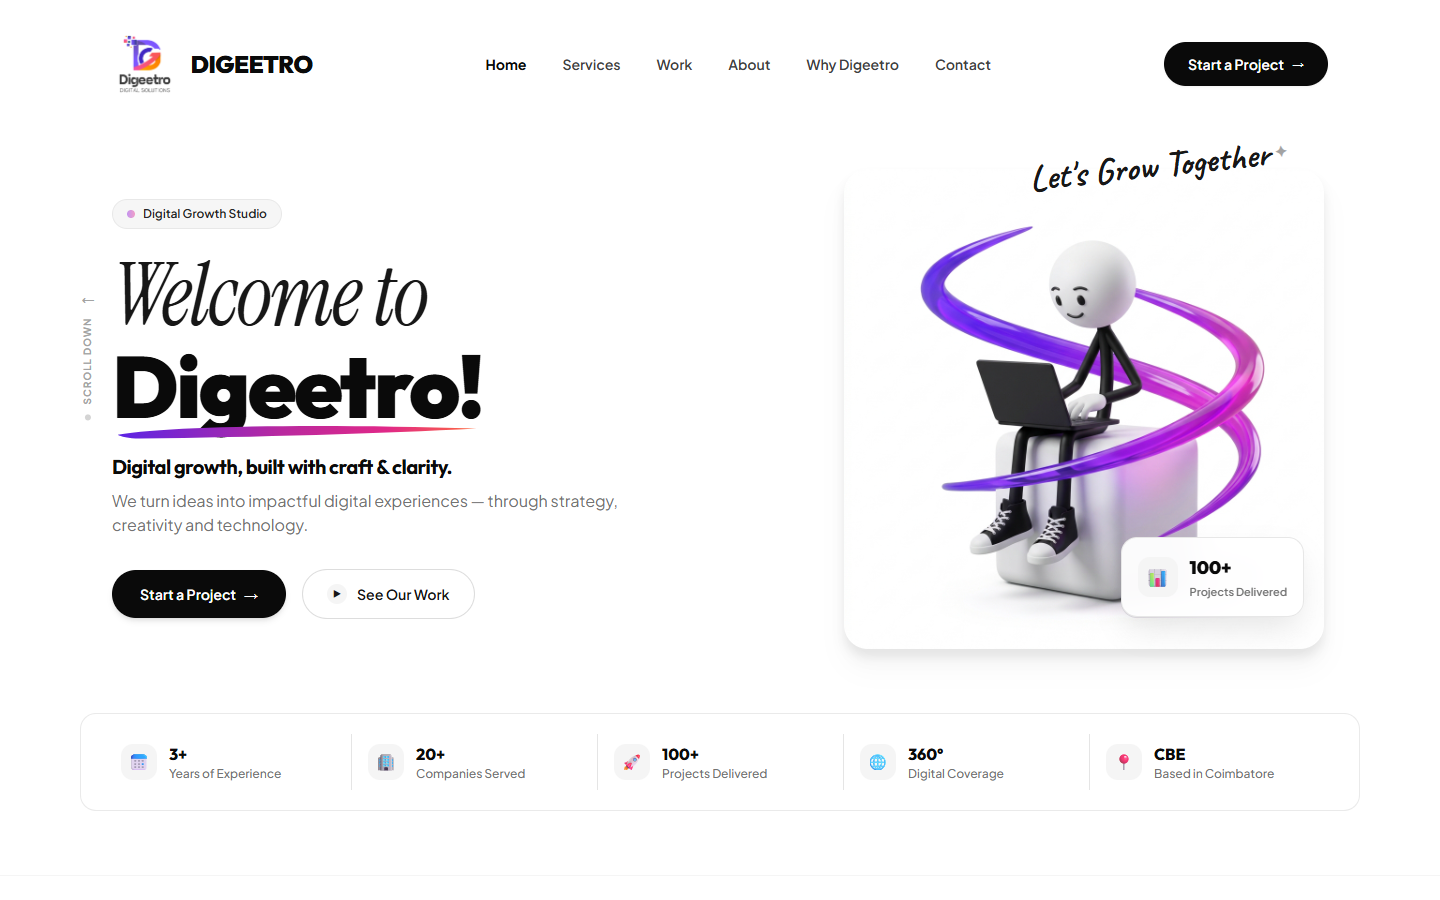 Digeetro
DIGITAL SOLUTIONS
DIGEETRO
Home
Services
Work
About
Why Digeetro
Contact
Start a Project →
Let's Grow Together
Digital Growth Studio
Welcome to
Digeetro!
SCROLL DOWN
Digital growth, built with craft & clarity.
We turn ideas into impactful digital experiences — through strategy,
creativity and technology.
Start a Project →
See Our Work
100+
Projects Delivered
3+
Years of Experience
20+
Companies Served
100+
Projects Delivered
360°
Digital Coverage
CBE
Based in Coimbatore